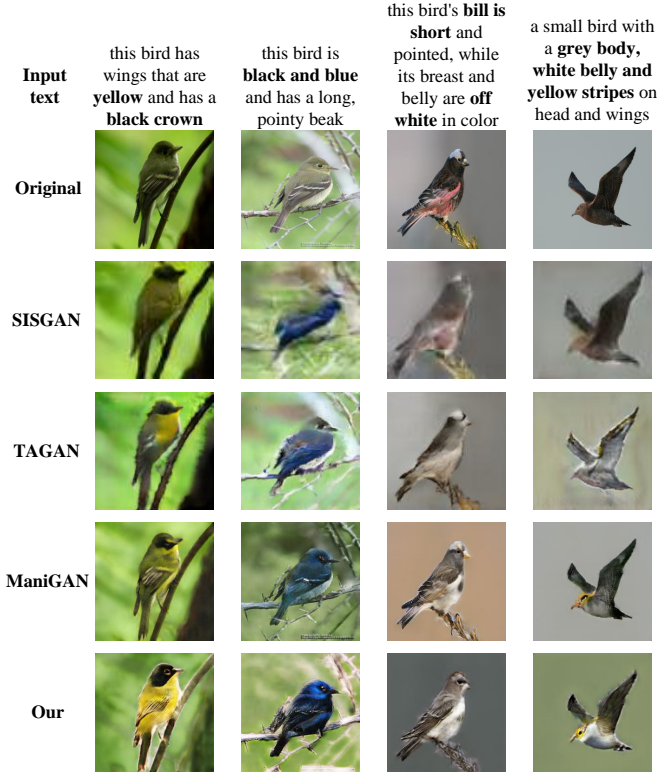 Input
text
this bird has
wings that are
yellow and has a
black crown
this bird is
black and blue
and has a long,
pointy beak
this bird's bill is
short and
pointed, while
its breast and
belly are off
white in color
a small bird with
a grey body,
white belly and
yellow stripes on
head and wings
Original
SISGAN
TAGAN
ManiGAN
Our